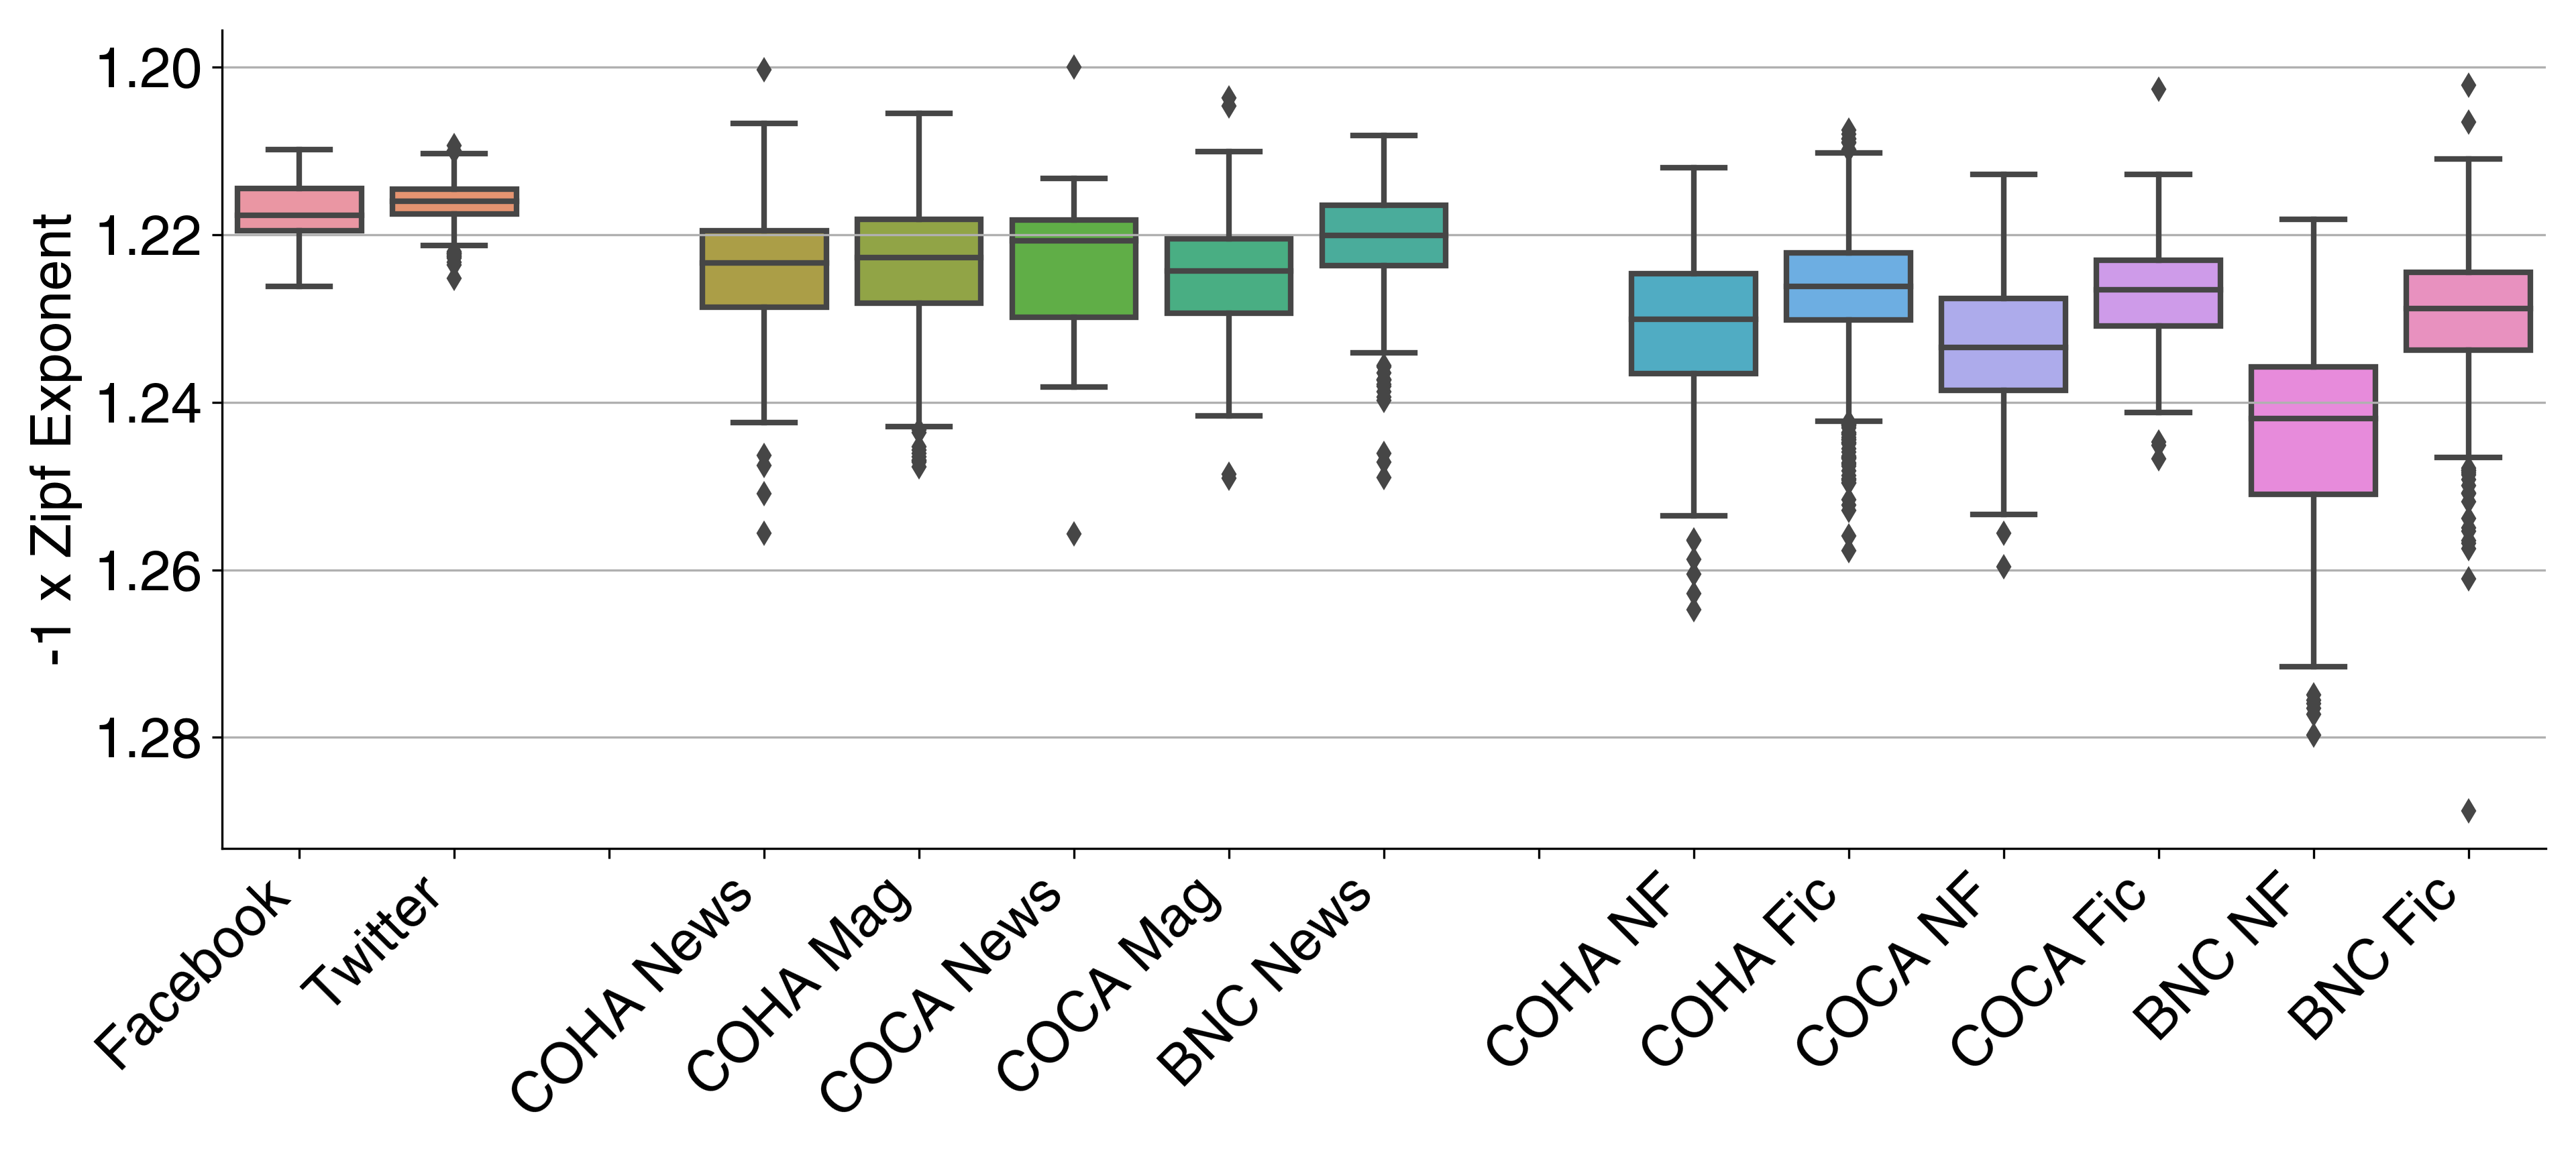 -1 x Zipf Exponent
1.20
1.22
1.24
1.26
1.28
Facebook
Twitter
COHA News
COHA Mag
COCA News
COCA Mag
BNC News
COHA NF
COHA Fic
COCA NF
COCA Fic
BNC NF
BNC Fic